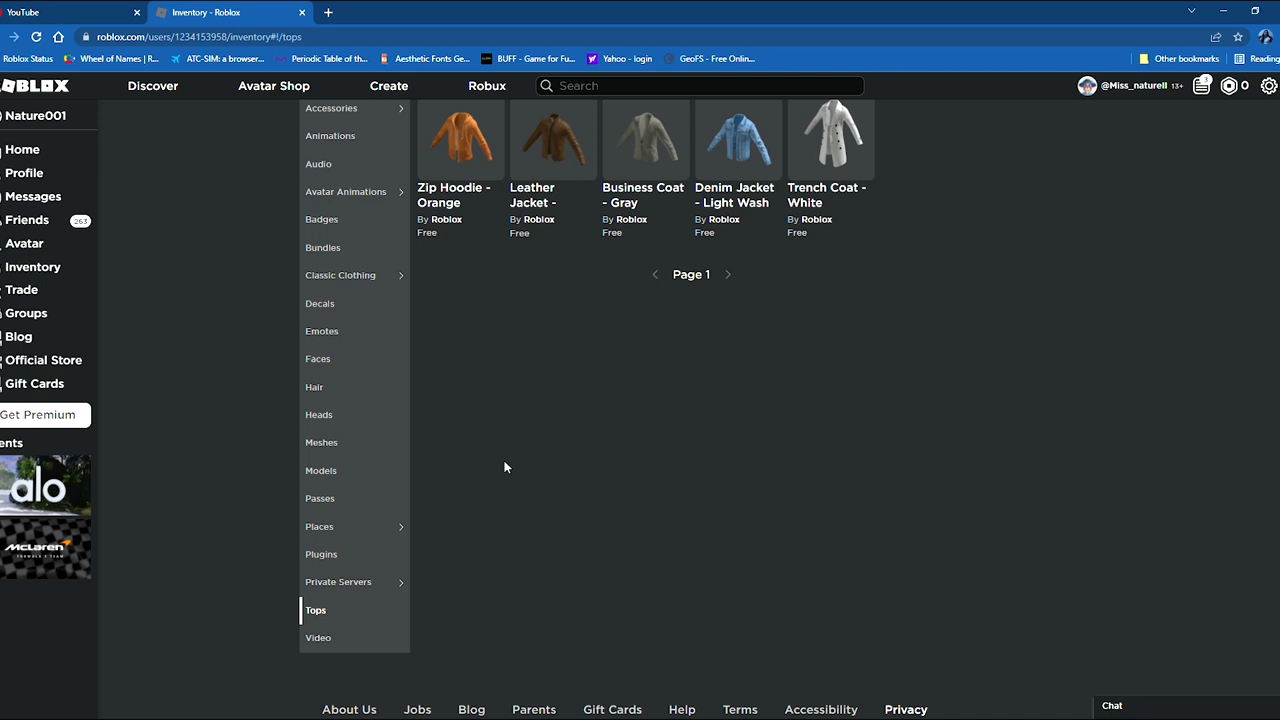 YouTube
Inventory - Roblox
roblox.com/users/1234153958/inventory#!/tops
Roblox Status
Wheel of Names | R...
ATC-SIM: a browser...
Periodic Table of th...
Aesthetic Fonts Ge...
BUFF - Game for Fu...
Yahoo - login
GeoFS - Free Onlin...
Other bookmarks
Reading
ROBLOX
Discover
Avatar Shop
Create
Robux
Search
@Miss_naturell 13+
3
0
Nature001
Home
Profile
Messages
Friends 263
Avatar
Inventory
Trade
Groups
Blog
Official Store
Gift Cards
Get Premium
ents
alo
McLaren
FORMULA 1 TEAM
Accessories
Animations
Audio
Avatar Animations
Badges
Bundles
Classic Clothing
Decals
Emotes
Faces
Hair
Heads
Meshes
Models
Passes
Places
Plugins
Private Servers
Tops
Video
Zip Hoodie -
Orange
By Roblox
Free
Leather
Jacket -
By Roblox
Free
Business Coat
- Gray
By Roblox
Free
Denim Jacket
- Light Wash
By Roblox
Free
Trench Coat -
White
By Roblox
Free
Page 1
About Us
Jobs
Blog
Parents
Gift Cards
Help
Terms
Accessibility
Privacy
Chat